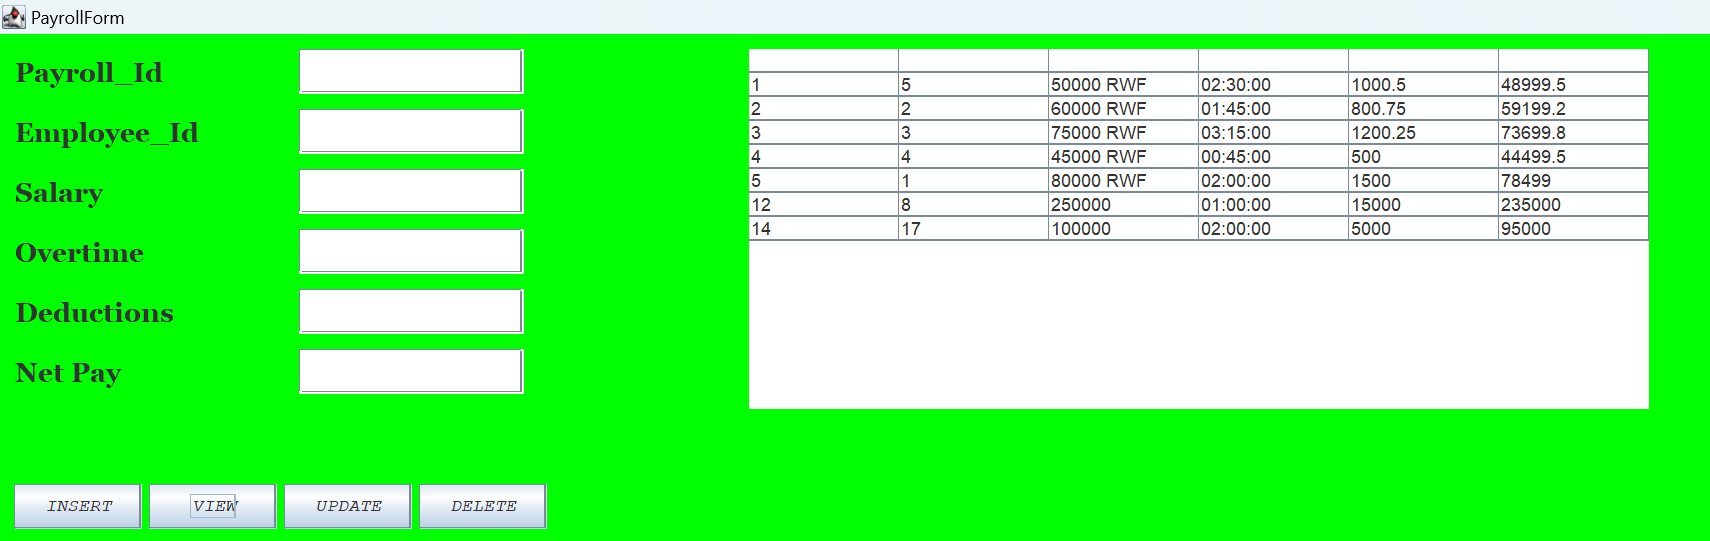 PayrollForm
Payroll_Id
Employee_Id
Salary
Overtime
Deductions
Net Pay
1 5 50000 RWF 02:30:00 1000.5 48999.5
2 2 60000 RWF 01:45:00 800.75 59199.2
3 3 75000 RWF 03:15:00 1200.25 73699.8
4 4 45000 RWF 00:45:00 500 44499.5
5 1 80000 RWF 02:00:00 1500 78499
12 8 250000 01:00:00 15000 235000
14 17 100000 02:00:00 5000 95000
INSERT VIEW UPDATE DELETE